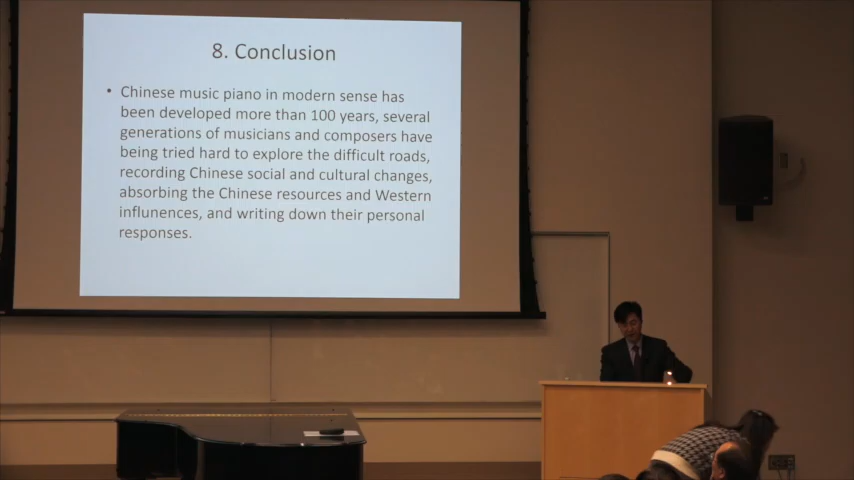 8. Conclusion
• Chinese music piano in modern sense has
been developed more than 100 years, several
generations of musicians and composers have
being tried hard to explore the difficult roads,
recording Chinese social and cultural changes,
absorbing the Chinese resources and Western
influnences, and writing down their personal
responses.